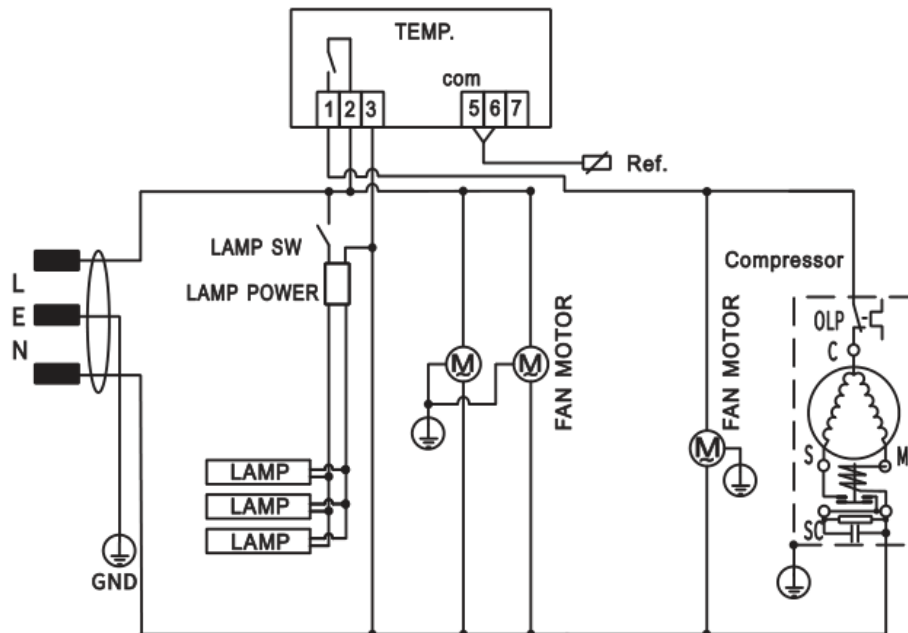 TEMP.
com
1 2 3
5 6 7
Ref.
LAMP SW
LAMP POWER
Compressor
L
E
N
OLP
C
M
M
FAN MOTOR
M
FAN MOTOR
S
M
LAMP
LAMP
LAMP
SC
GND